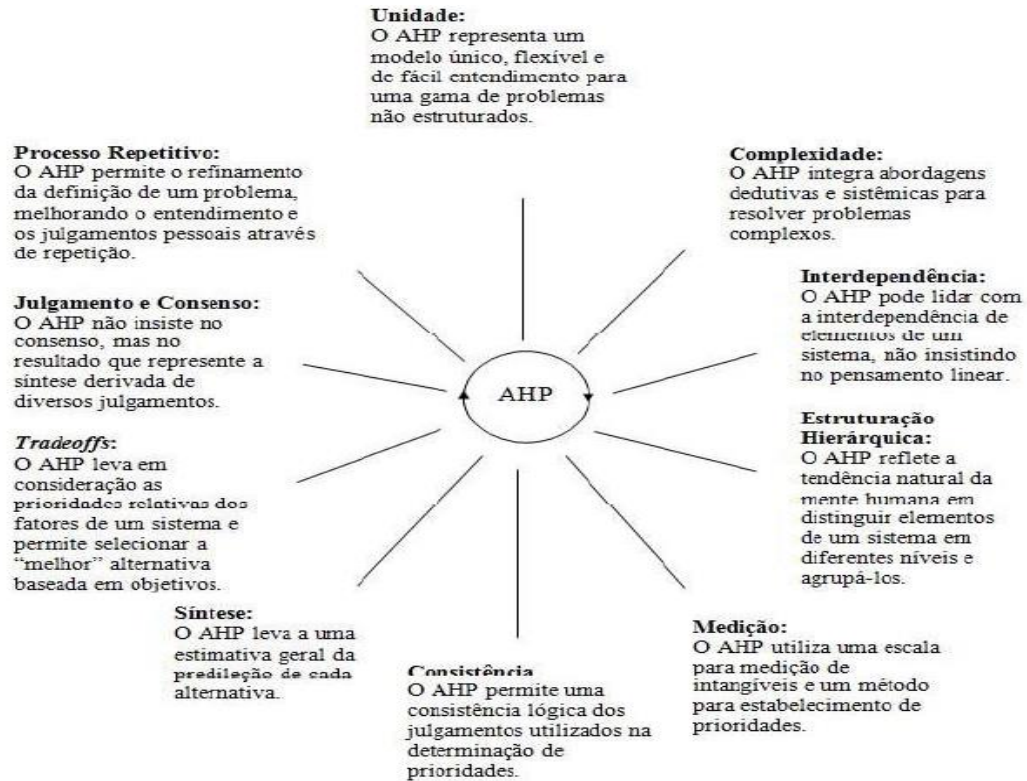 Unidade:
O AHP representa um
modelo único, flexível e
de fácil entendimento para
uma gama de problemas
não estruturados.
Processo Repetitivo:
O AHP permite o refinamento
da definição de um problema,
melhorando o entendimento e
os julgamentos pessoais através
de repetição.
Complexidade:
O AHP integra abordagens
dedutivas e sistêmicas para
resolver problemas
complexos.
Julgamento e Consenso:
O AHP não insiste no
consenso, mas no
resultado que represente a
síntese derivada de
diversos julgamentos.
Interdependência:
O AHP pode lidar com
a interdependência de
elementos de um
sistema, não insistindo
no pensamento linear.
AHP
Tradeoffs:
O AHP leva em
consideração as
prioridades relativas dos
fatores de um sistema e
permite selecionar a
“melhor” alternativa
baseada em objetivos.
Estruturação
Hierárquica:
O AHP reflete a
tendência natural da
mente humana em
distinguir elementos
de um sistema em
diferentes níveis e
agrupá-los.
Síntese:
O AHP leva a uma
estimativa geral da
predileção de cada
alternativa.
Consistência
O AHP permite uma
consistência lógica dos
julgamentos utilizados na
determinação de
prioridades.
Medição:
O AHP utiliza uma escala
para medição de
intangíveis e um método
para estabelecimento de
prioridades.